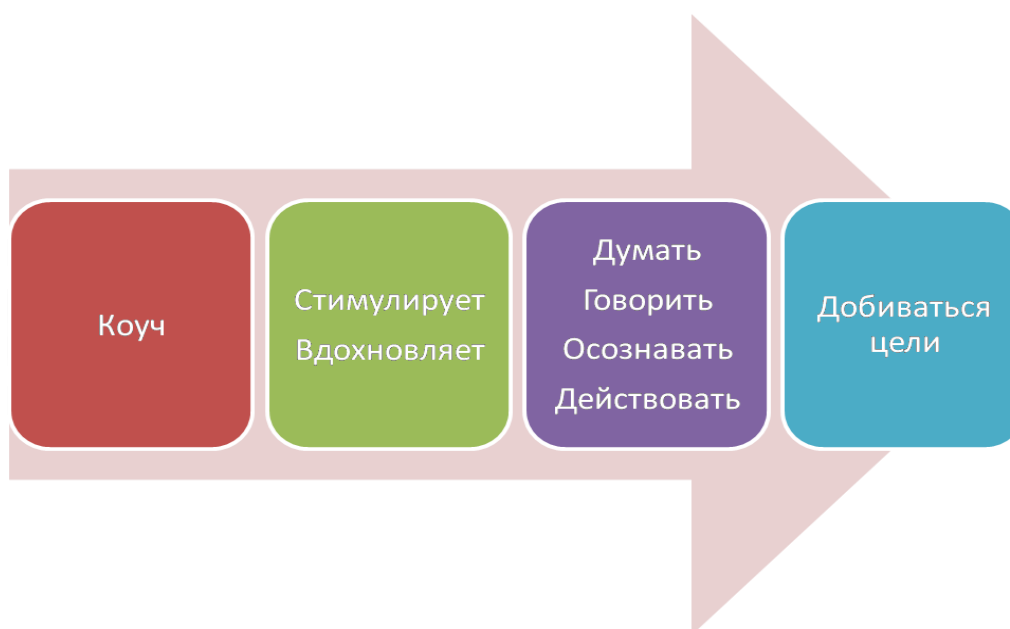 Коуч
Стимулирует
Вдохновляет
Думать
Говорить
Осознавать
Действовать
Добиваться
цели